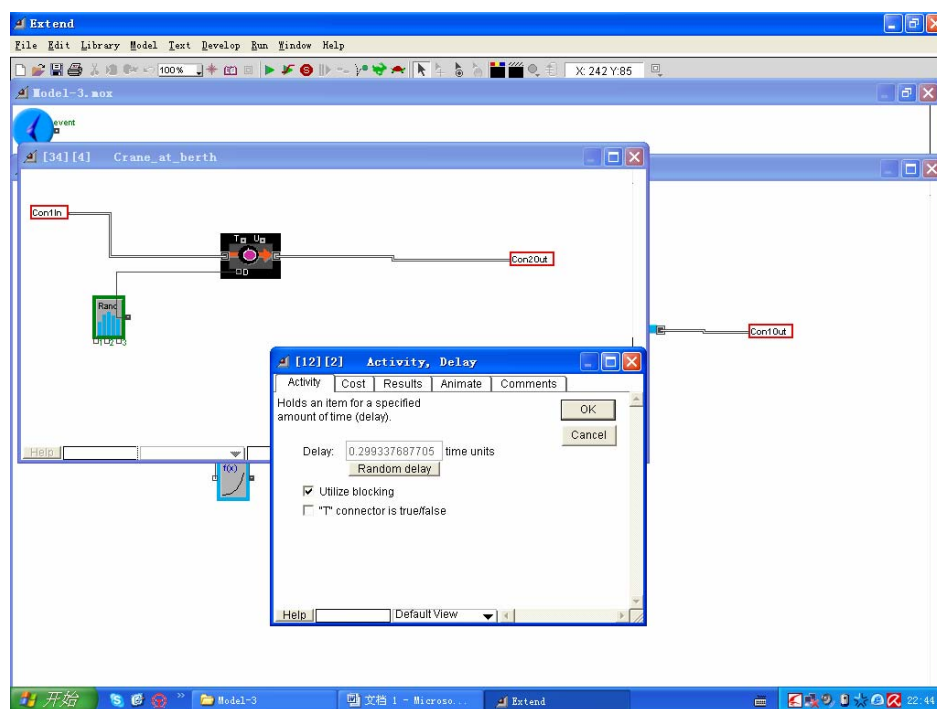 Extend
File Edit Library Model Text Develop Run Window Help
100% X: 242 Y:85
Model-3.mox
event
[34][4] Crane_at_berth
Con1In
T U
D
Con2Out
Rand
1 2 3
Con1Out
[12][2] Activity, Delay
Activity Cost Results Animate Comments
Holds an item for a specified
amount of time (delay).
OK
Cancel
Delay: 0.299337687705 time units
Random delay
Utilize blocking
"T" connector is true/false
Help
f(x)
Help Default View
开始 Model-3 文档 1 - Microso... Extend 22:44